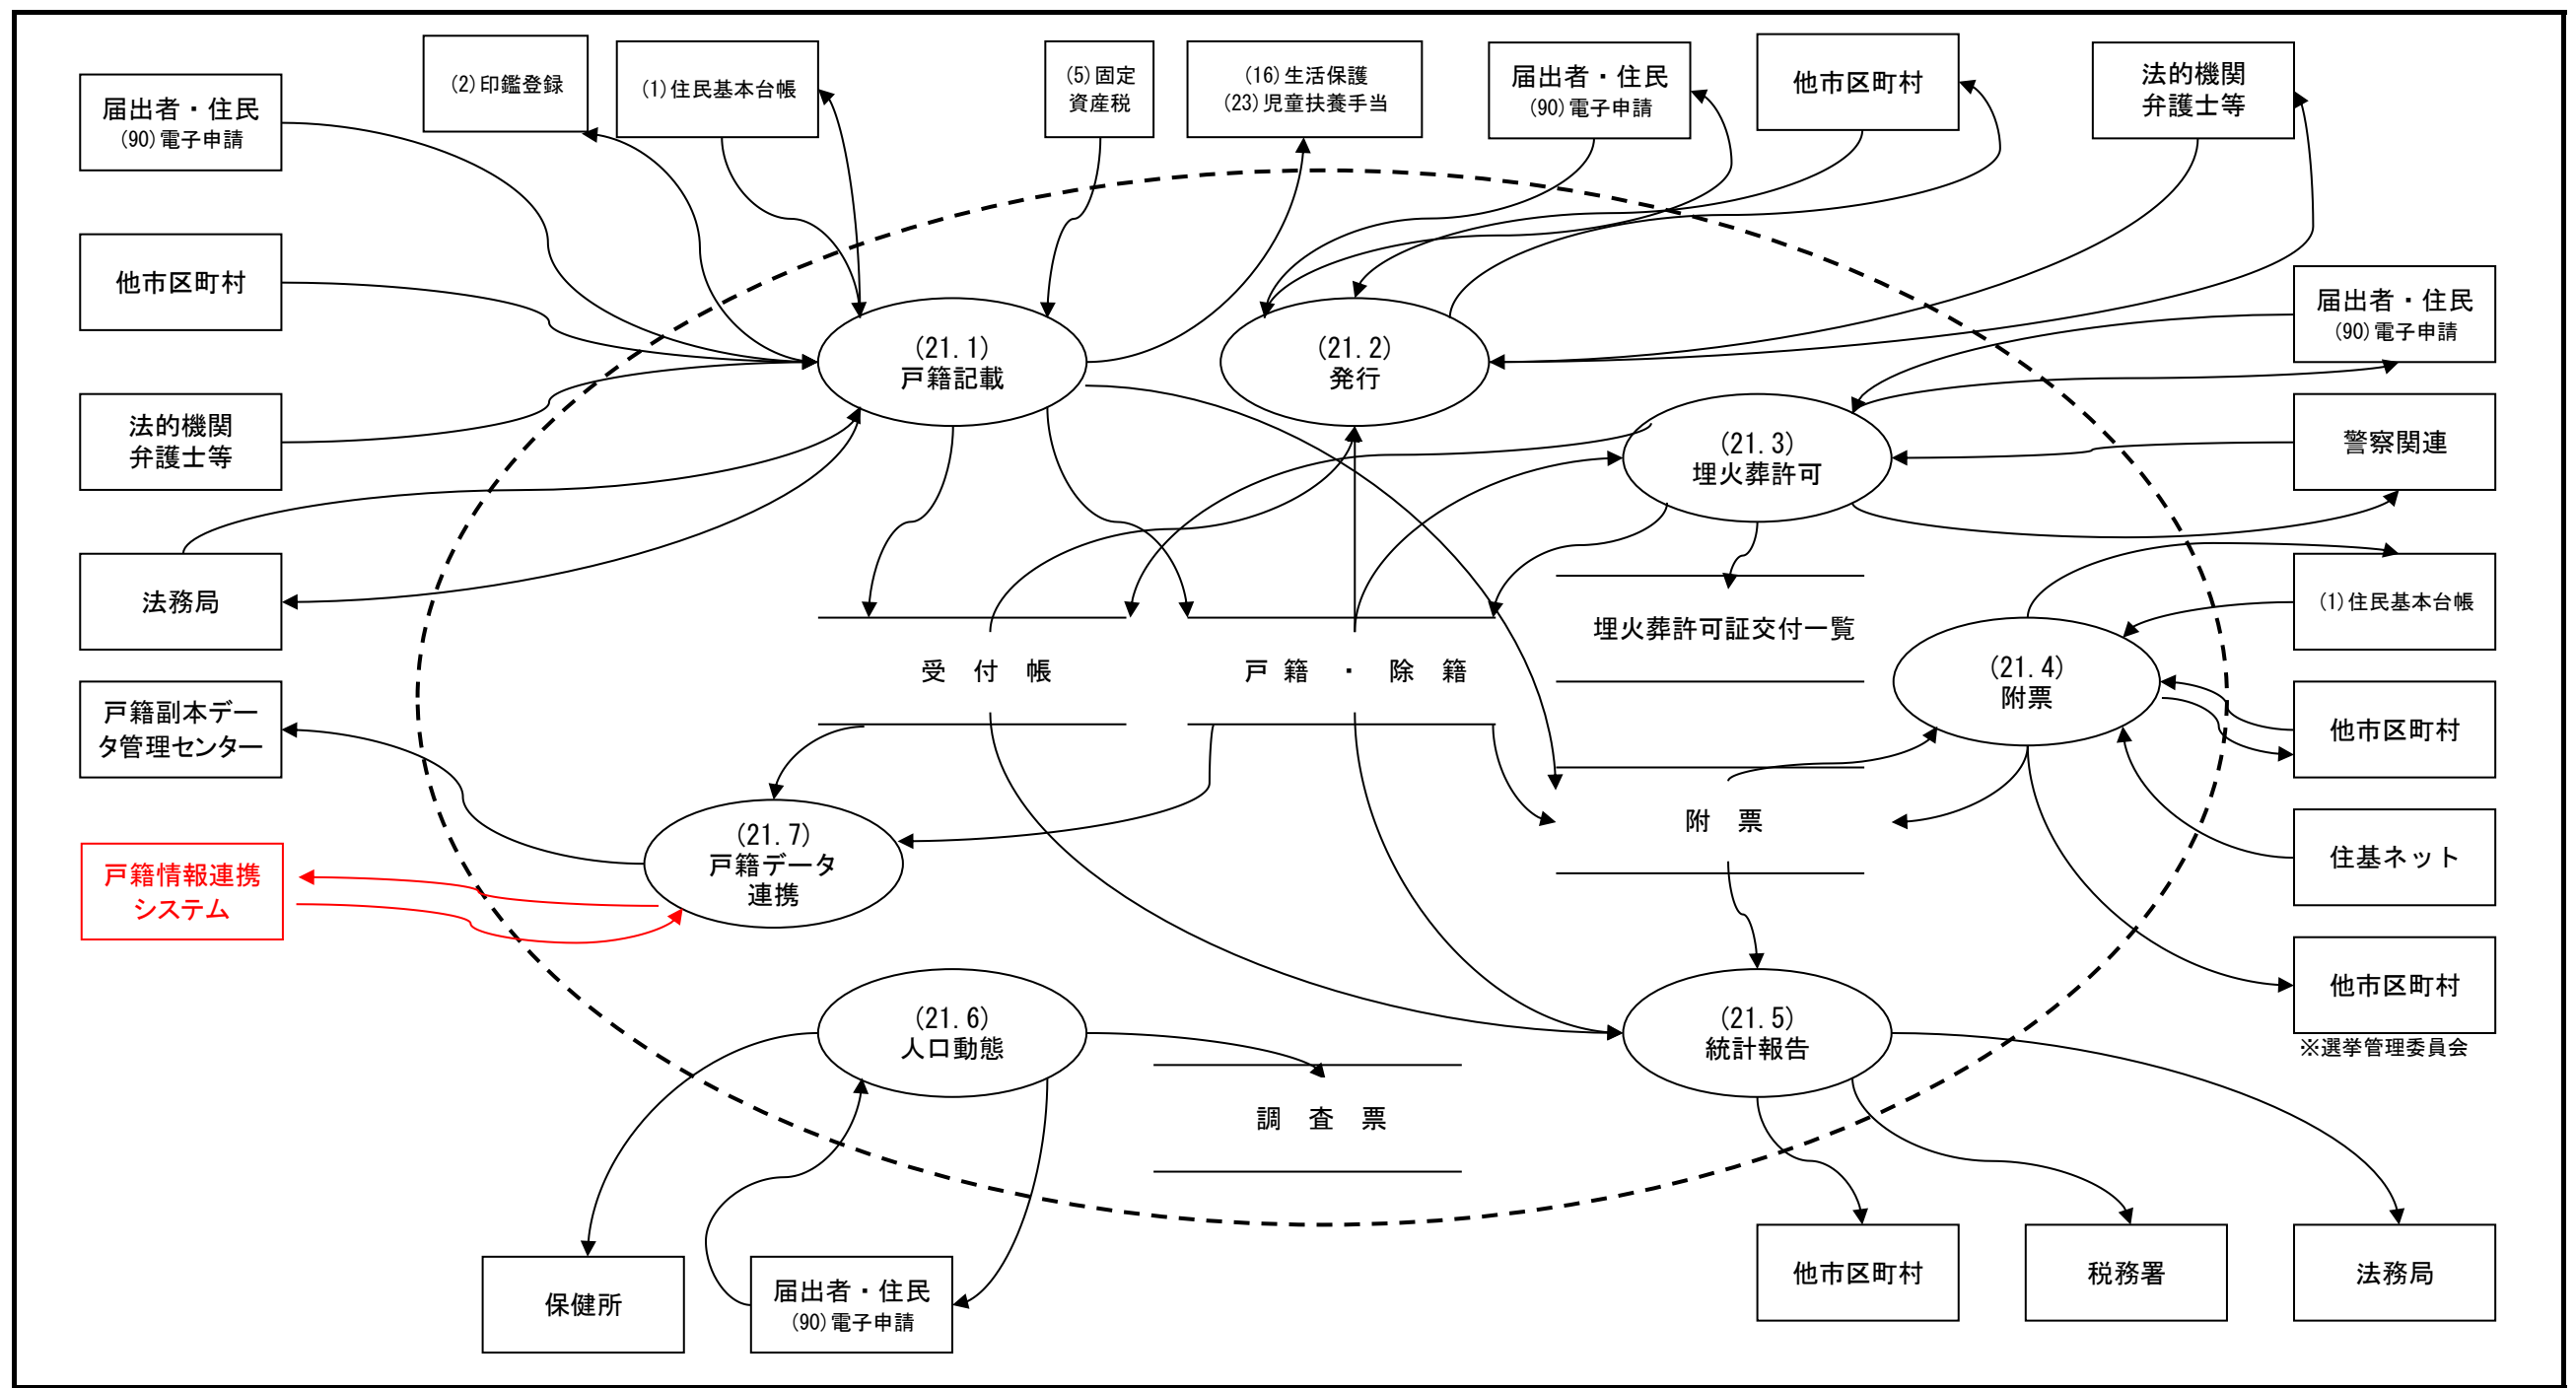 届出者・住民
(90)電子申請
(2)印鑑登録
(1)住民基本台帳
(5)固定
資産税
(16)生活保護
(23)児童扶養手当
届出者・住民
(90)電子申請
他市区町村
法的機関
弁護士等
他市区町村
届出者・住民
(90)電子申請
(21.1)
戸籍記載
(21.2)
発行
法的機関
弁護士等
(21.3)
埋火葬許可
警察関連
法務局
(1)住民基本台帳
埋火葬許可証交付一覧
受 付 帳
戸 籍 ・ 除 籍
(21.4)
附票
戸籍副本デー
タ管理センター
他市区町村
附 票
(21.7)
戸籍データ
連携
住基ネット
戸籍情報連携
システム
他市区町村
※選挙管理委員会
(21.6)
人口動態
(21.5)
統計報告
調 査 票
保健所
届出者・住民
(90)電子申請
他市区町村
税務署
法務局